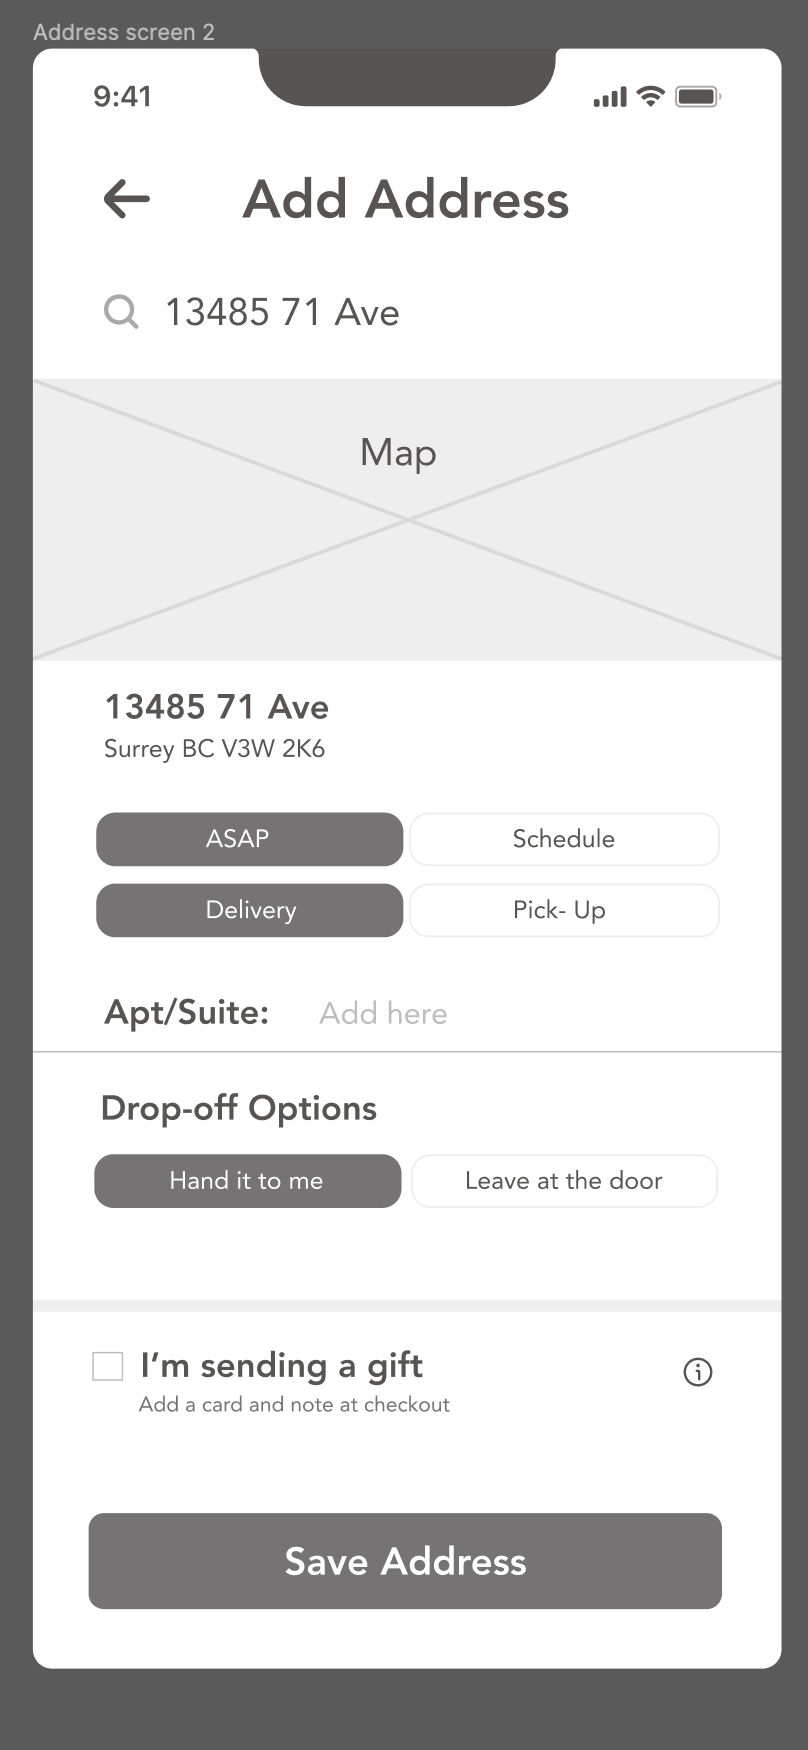 Address screen 2
9:41
Add Address
13485 71 Ave
Map
13485 71 Ave
Surrey BC V3W 2K6
ASAP
Schedule
Delivery
Pick- Up
Apt/Suite:
Add here
Drop-off Options
Hand it to me
Leave at the door
I’m sending a gift
Add a card and note at checkout
Save Address